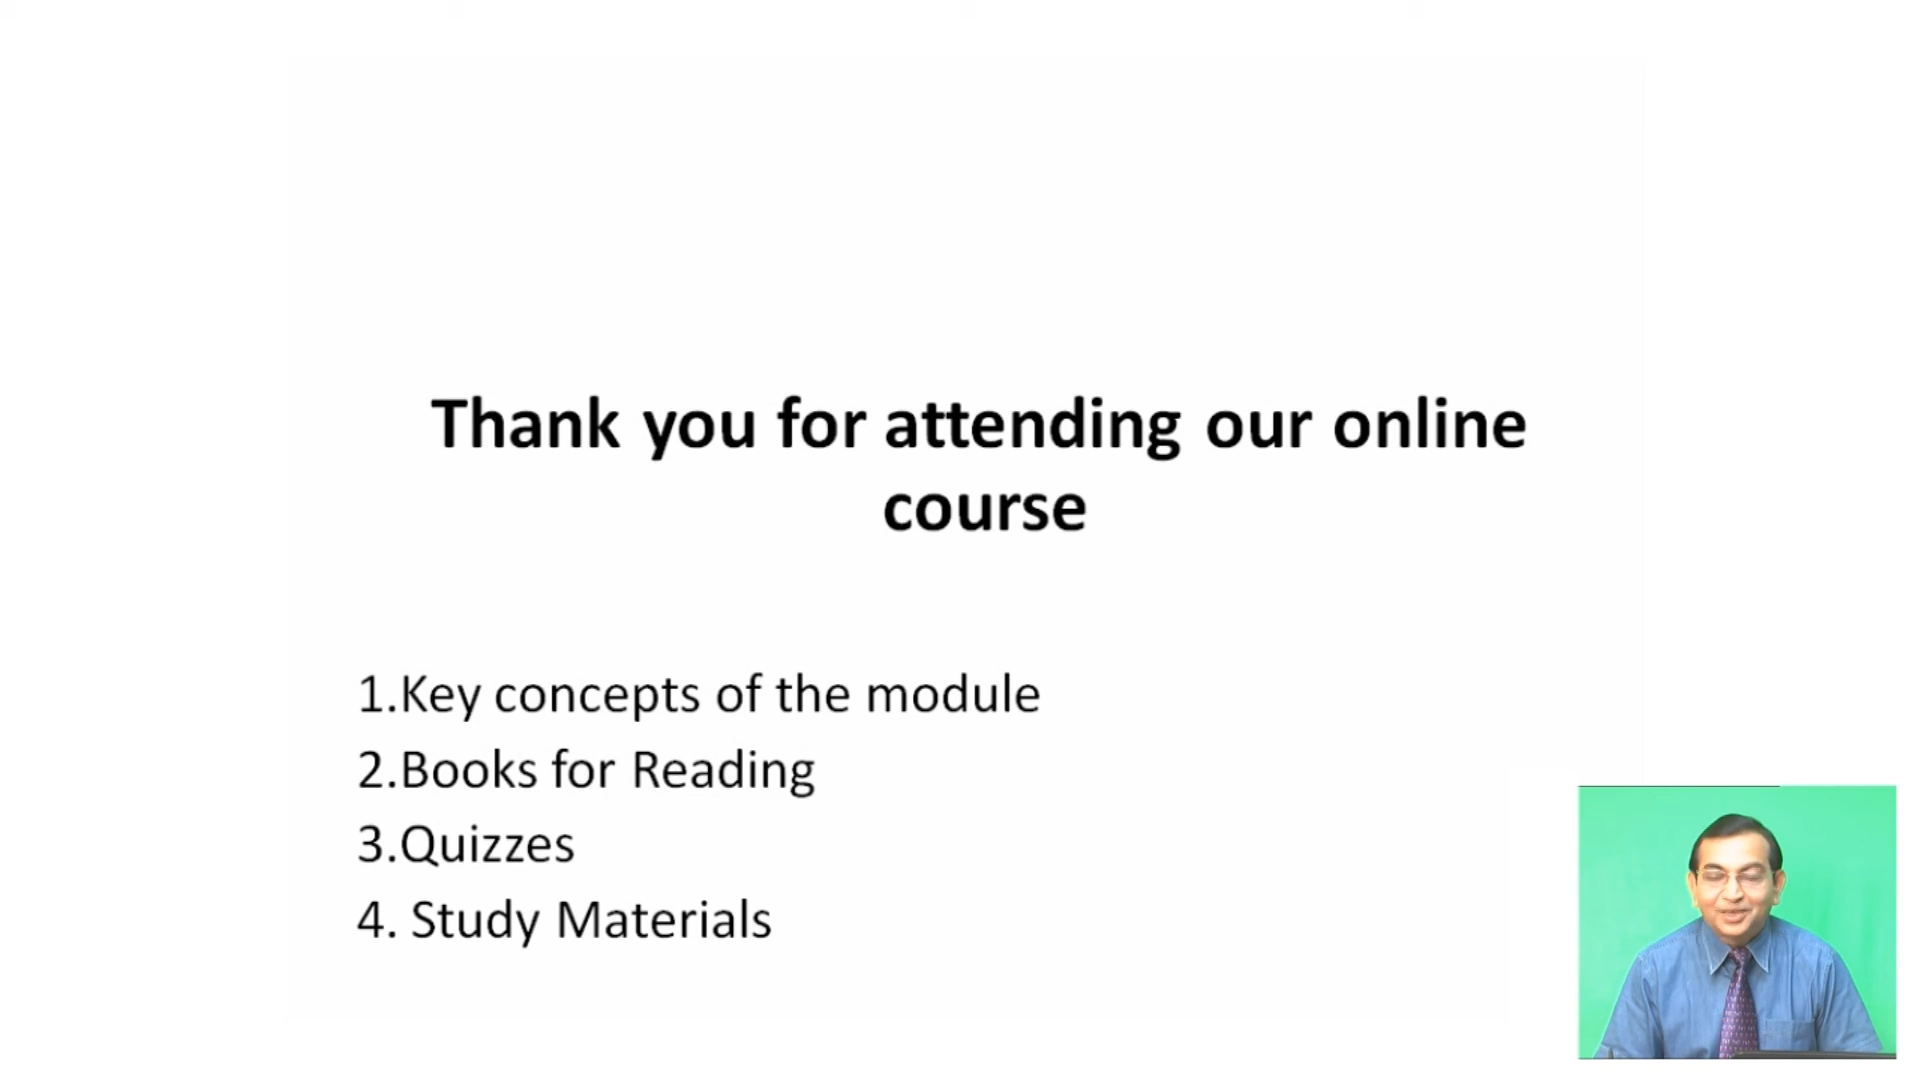 Thank you for attending our online
course
1.Key concepts of the module
2.Books for Reading
3.Quizzes
4. Study Materials